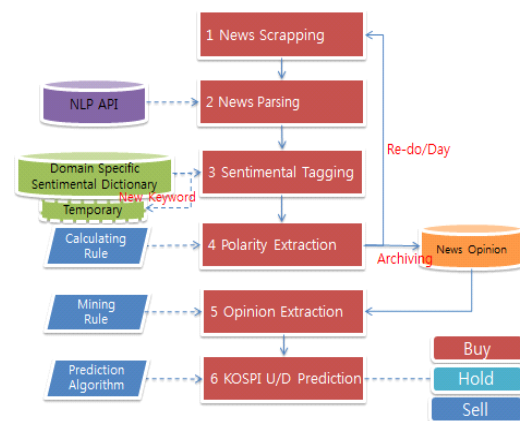 1 News Scrapping
NLP API
2 News Parsing
Re-do/Day
Domain Specific
Sentimental Dictionary
3 Sentimental Tagging
New Keyword
Temporary
Calculating
Rule
4 Polarity Extraction
News Opinion
Archiving
Mining
Rule
5 Opinion Extraction
Buy
Prediction
Algorithm
6 KOSPI U/D Prediction
Hold
Sell